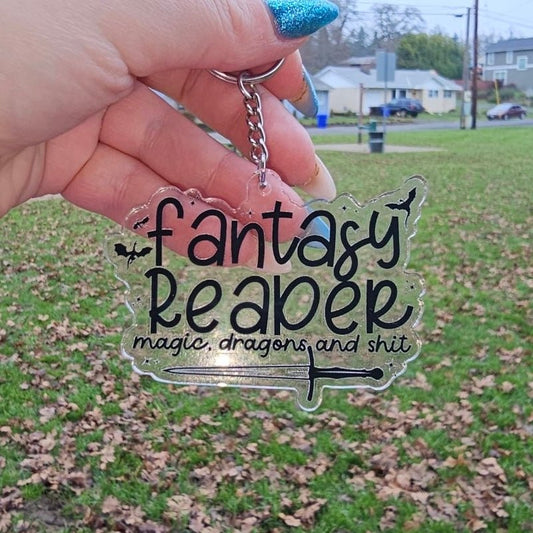 fantasy
ReaDeR
magic, dragons, and shit